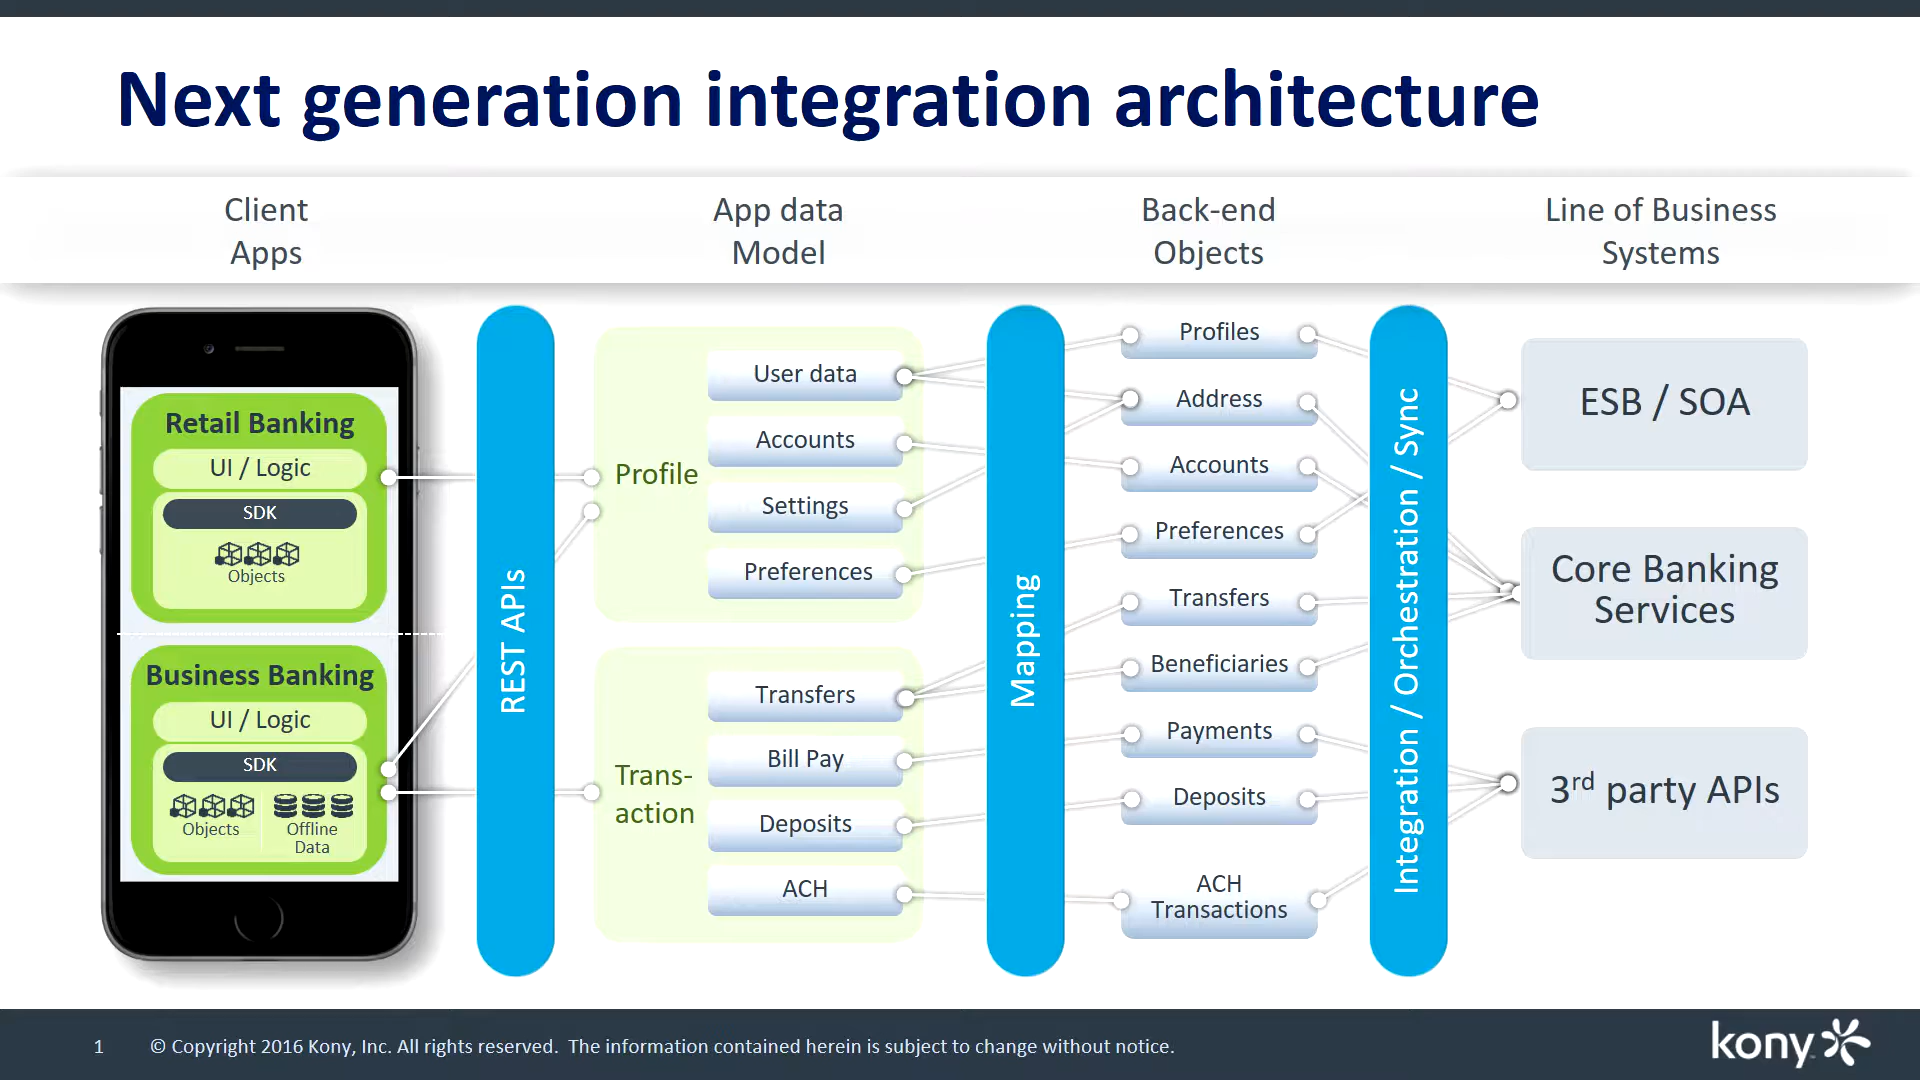 Next generation integration architecture
Client
Apps
App data
Model
Back-end
Objects
Line of Business
Systems
Retail Banking
UI / Logic
SDK
Objects
Business Banking
UI / Logic
SDK
Objects
Offline
Data
REST APIs
Profile
User data
Accounts
Settings
Preferences
Trans-
action
Transfers
Bill Pay
Deposits
ACH
Mapping
Profiles
Address
Accounts
Preferences
Transfers
Beneficiaries
Payments
Deposits
ACH
Transactions
Integration / Orchestration / Sync
ESB / SOA
Core Banking
Services
3rd party APIs
1
© Copyright 2016 Kony, Inc. All rights reserved.  The information contained herein is subject to change without notice.
kony